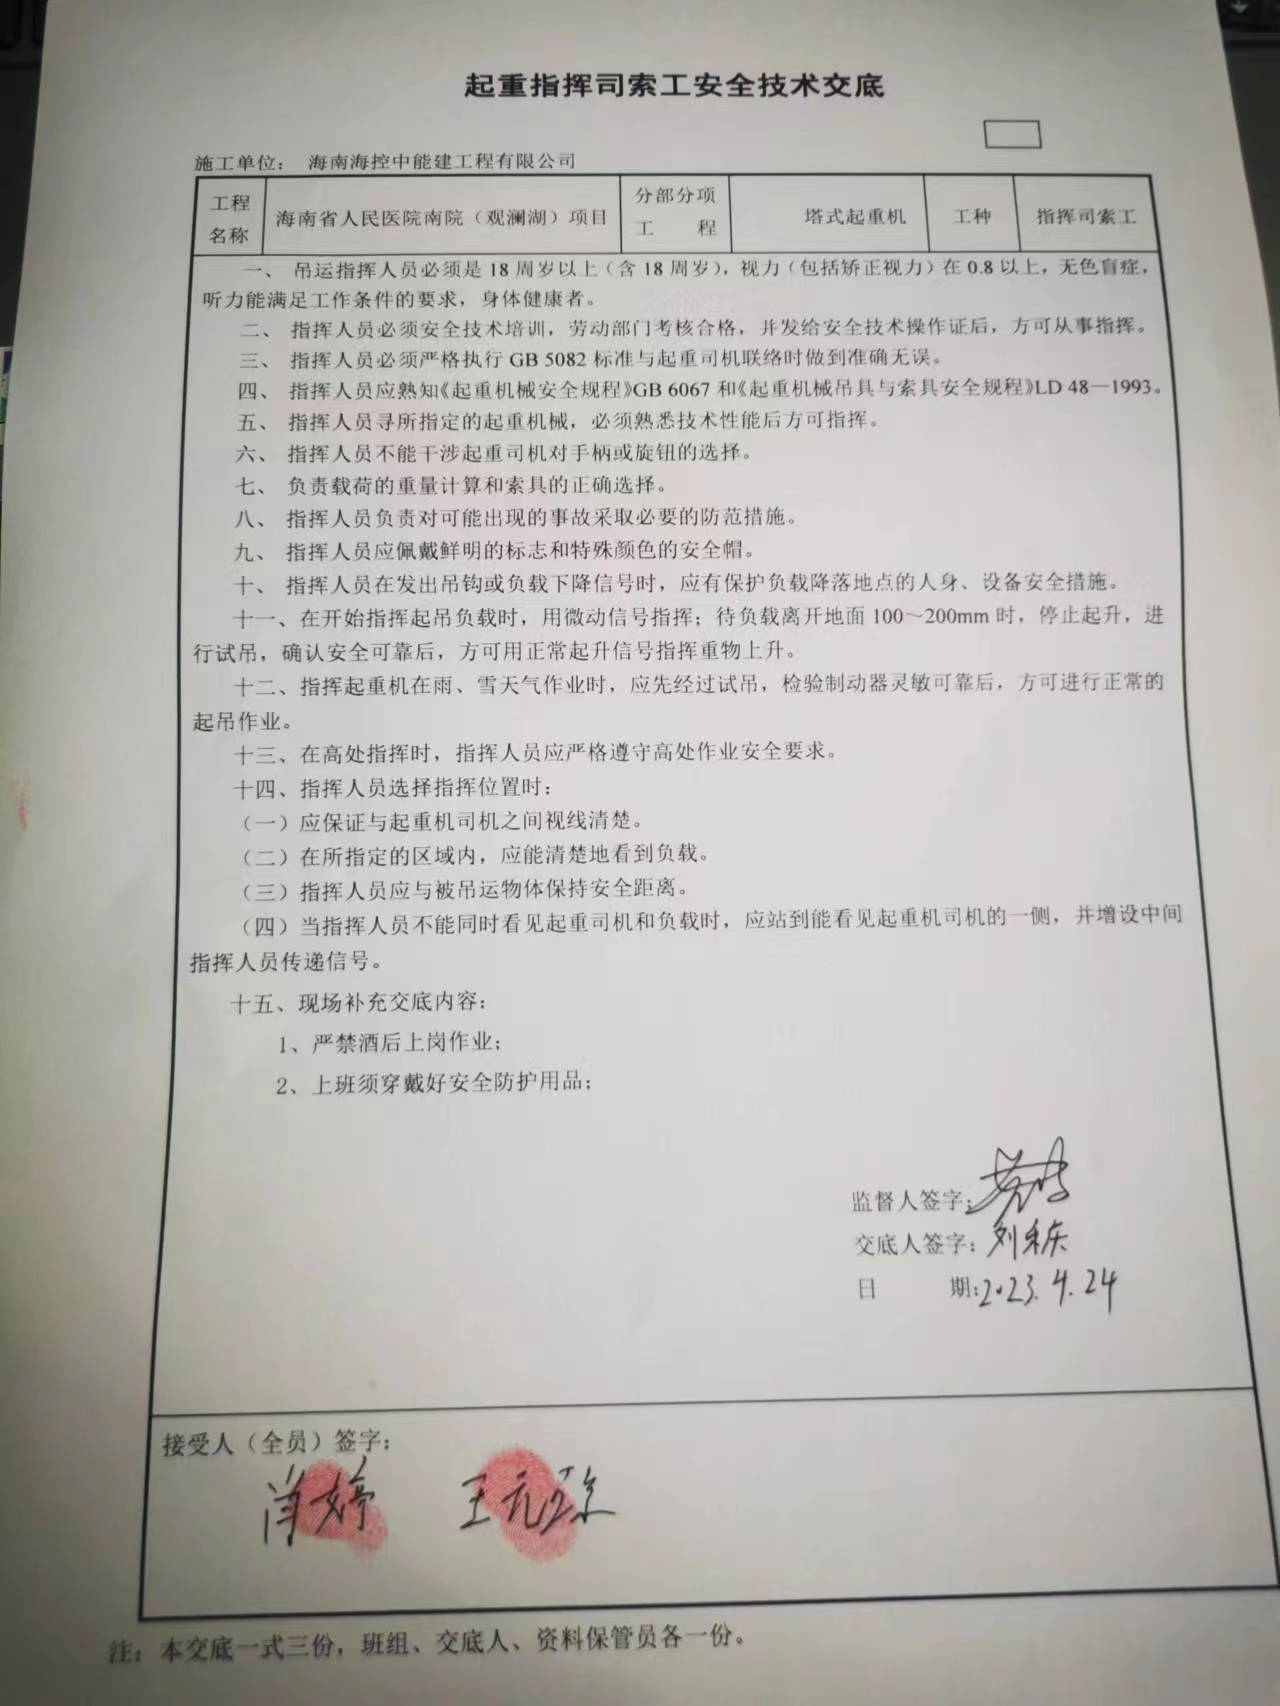 起重指挥司索工安全技术交底
施工单位： 海南海控中能建工程有限公司
工程名称
海南省人民医院南院（观澜湖）项目
分部分项工 程
塔式起重机
工种
指挥司索工
一、 吊运指挥人员必须是18周岁以上（含18周岁），视力（包括矫正视力）在0.8以上，无色盲症，
听力能满足工作条件的要求，身体健康者。
二、 指挥人员必须安全技术培训，劳动部门考核合格，并发给安全技术操作证后，方可从事指挥。
三、 指挥人员必须严格执行GB 5082标准与起重司机联络时做到准确无误。
四、 指挥人员应熟知《起重机械安全规程》GB 6067和《起重机械吊具与索具安全规程》LD 48—1993。
五、 指挥人员寻所指定的起重机械，必须熟悉技术性能后方可指挥。
六、 指挥人员不能干涉起重司机对手柄或旋钮的选择。
七、 负责载荷的重量计算和索具的正确选择。
八、 指挥人员负责对可能出现的事故采取必要的防范措施。
九、 指挥人员应佩戴鲜明的标志和特殊颜色的安全帽。
十、 指挥人员在发出吊钩或负载下降信号时，应有保护负载降落地点的人身、设备安全措施。
十一、在开始指挥起吊负载时，用微动信号指挥；待负载离开地面100～200mm时，停止起升，进
行试吊，确认安全可靠后，方可用正常起升信号指挥重物上升。
十二、指挥起重机在雨、雪天气作业时，应先经过试吊，检验制动器灵敏可靠后，方可进行正常的
起吊作业。
十三、在高处指挥时，指挥人员应严格遵守高处作业安全要求。
十四、指挥人员选择指挥位置时：
（一）应保证与起重机司机之间视线清楚。
（二）在所指定的区域内，应能清楚地看到负载。
（三）指挥人员应与被吊运物体保持安全距离。
（四）当指挥人员不能同时看见起重司机和负载时，应站到能看见起重机司机的一侧，并增设中间
指挥人员传递信号。
十五、现场补充交底内容：
1、严禁酒后上岗作业；
2、上班须穿戴好安全防护用品；
监督人签字：
交底人签字：刘
日 期:2023.4.24
接受人（全员）签字：
肖婷 王元琼
注：本交底一式三份，班组、交底人、资料保管员各一份。